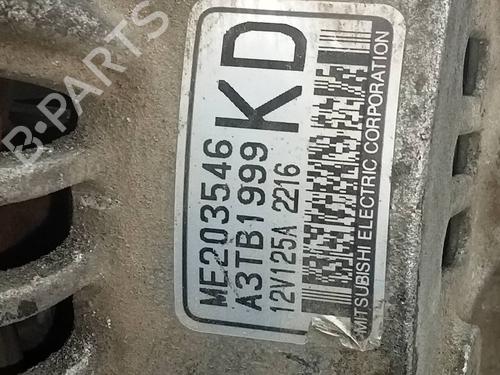 ME203546
A3TB1999
12V125A 2216
KD
MITSUBISHI ELECTRIC CORPORATION
B-PARTS